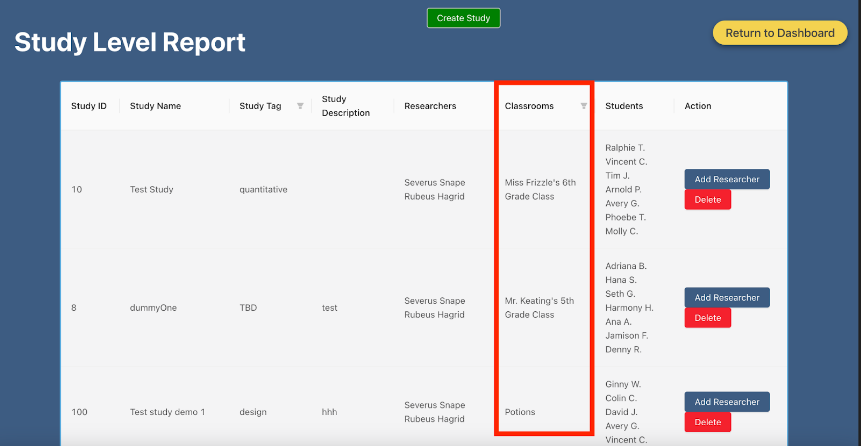 Create Study
Study Level Report
Return to Dashboard
Study ID
Study Name
Study Tag
Study
Description
Researchers
Classrooms
Students
Action
10
Test Study
quantitative
Severus Snape
Rubeus Hagrid
Miss Frizzle's 6th
Grade Class
Ralphie T.
Vincent C.
Tim J.
Arnold P.
Avery G.
Phoebe T.
Molly C.
Add Researcher
Delete
8
dummyOne
TBD
test
Severus Snape
Rubeus Hagrid
Mr. Keating's 5th
Grade Class
Adriana B.
Hana S.
Seth G.
Harmony H.
Ana A.
Jamison F.
Denny R.
Add Researcher
Delete
100
Test study demo 1
design
hhh
Severus Snape
Rubeus Hagrid
Potions
Ginny W.
Colin C.
David J.
Avery G.
Vincent C.
Add Researcher
Delete